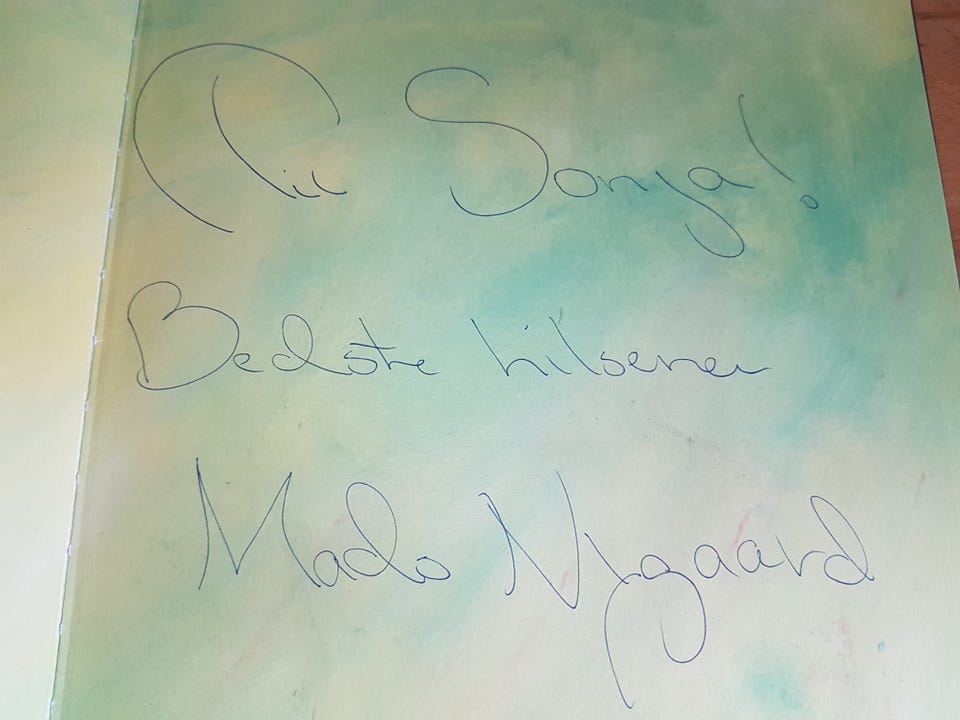 Til Sonja!
Bedste hilsener
Mads Nygaard